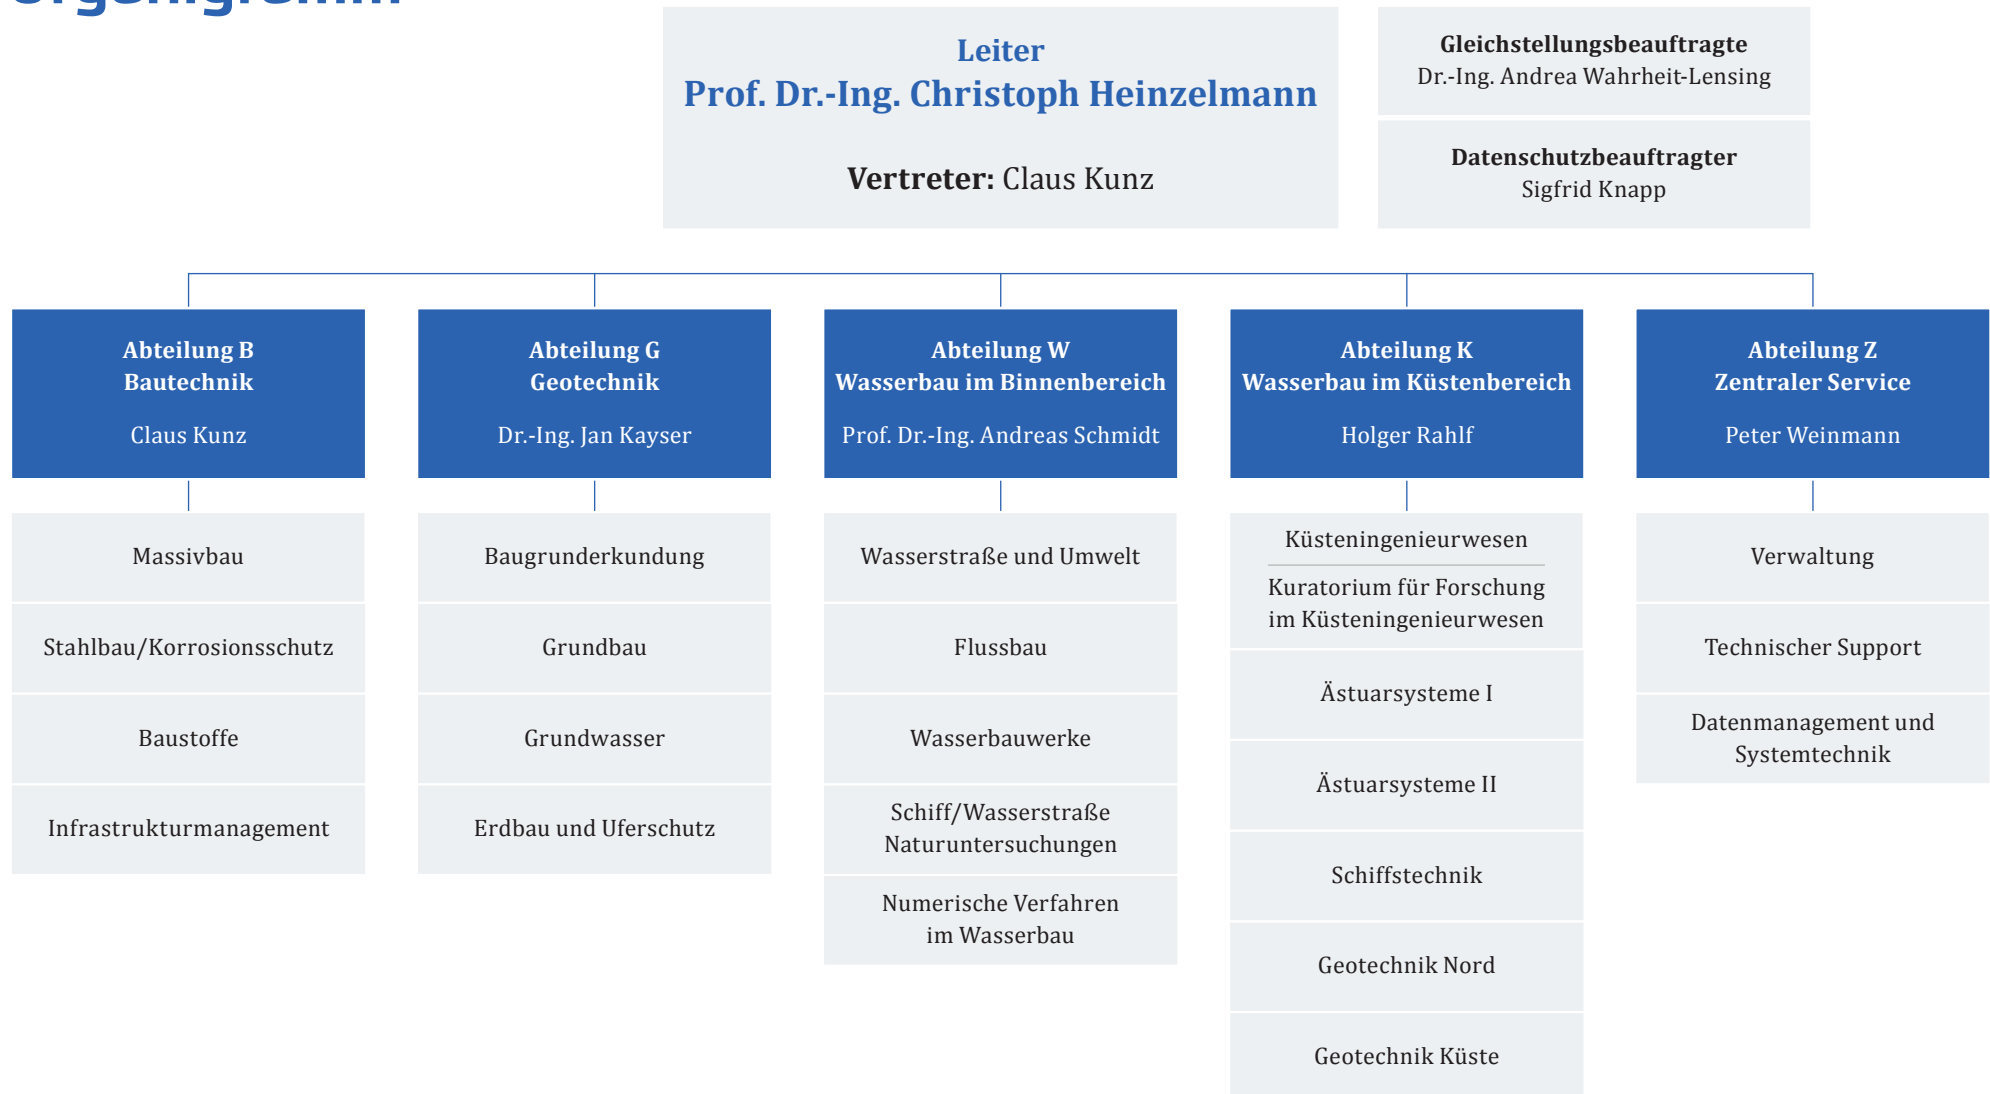 Leiter
Prof. Dr.-Ing. Christoph Heinzelmann
Vertreter: Claus Kunz
Gleichstellungsbeauftragte
Dr.-Ing. Andrea Wahrheit-Lensing
Datenschutzbeauftragter
Sigfrid Knapp
Abteilung B
Bautechnik
Claus Kunz
Massivbau
Stahlbau/Korrosionsschutz
Baustoffe
Infrastrukturmanagement
Abteilung G
Geotechnik
Dr.-Ing. Jan Kayser
Baugrunderkundung
Grundbau
Grundwasser
Erdbau und Uferschutz
Abteilung W
Wasserbau im Binnenbereich
Prof. Dr.-Ing. Andreas Schmidt
Wasserstraße und Umwelt
Flussbau
Wasserbauwerke
Schiff/Wasserstraße
Naturuntersuchungen
Numerische Verfahren
im Wasserbau
Abteilung K
Wasserbau im Küstenbereich
Holger Rahlf
Küsteningenieurwesen
Kuratorium für Forschung
im Küsteningenieurwesen
Ästuarsysteme I
Ästuarsysteme II
Schiffstechnik
Geotechnik Nord
Geotechnik Küste
Abteilung Z
Zentraler Service
Peter Weinmann
Verwaltung
Technischer Support
Datenmanagement und
Systemtechnik